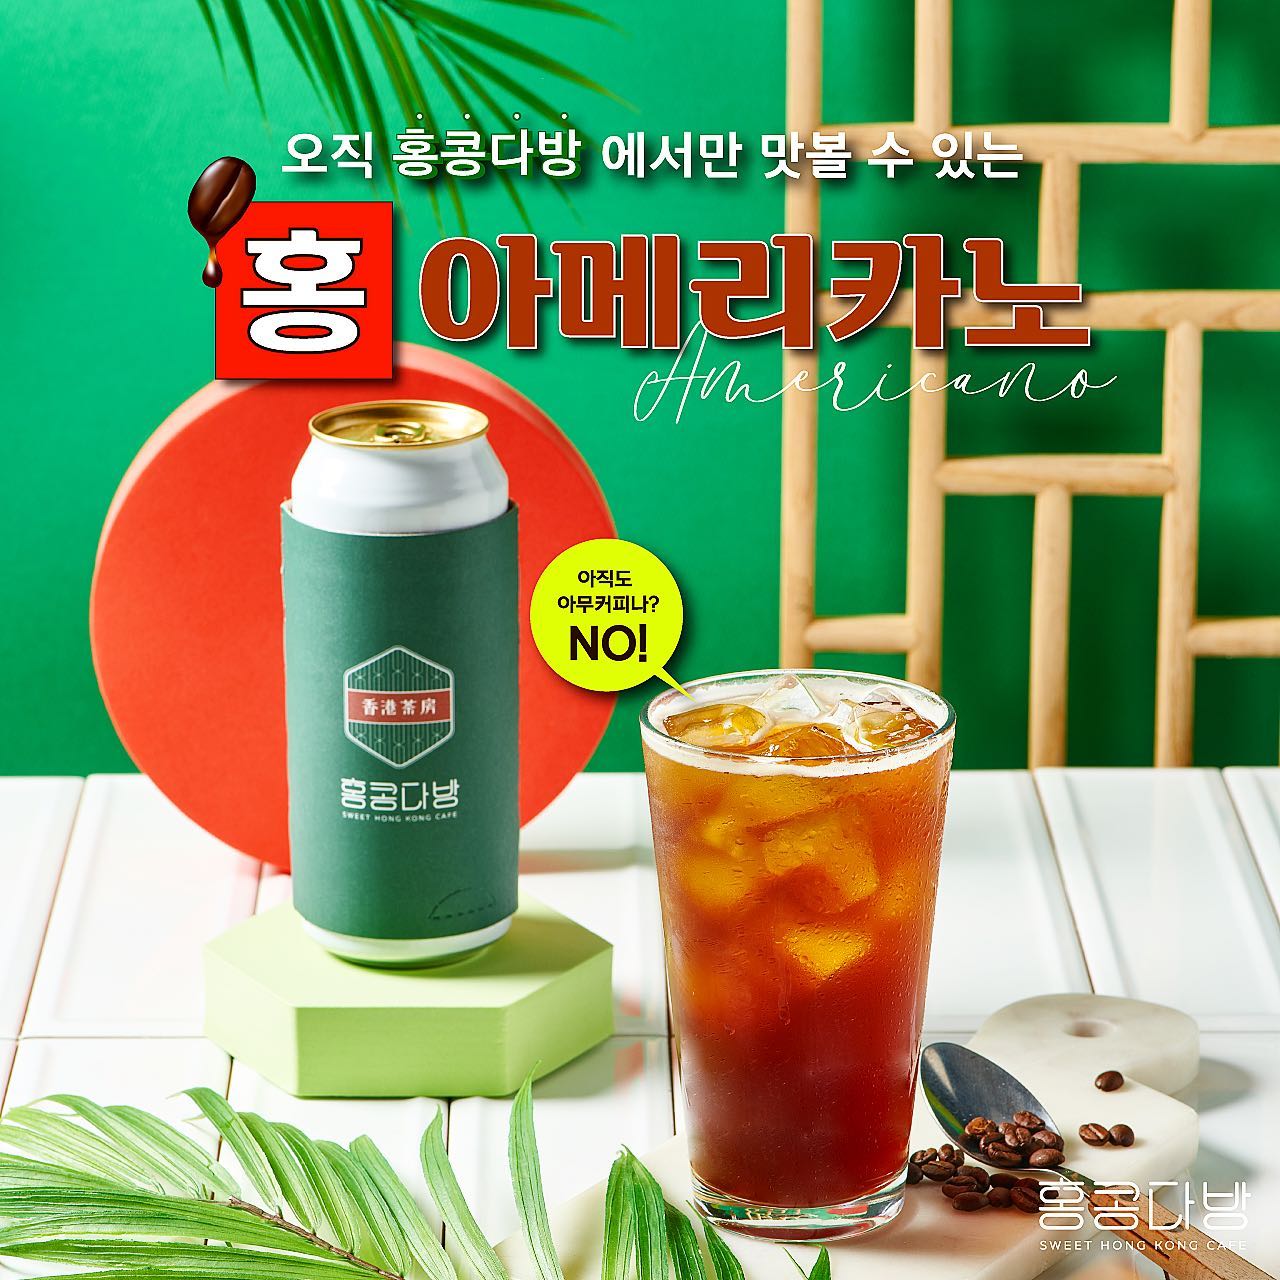 오직 홍콩다방 에서만 맛볼 수 있는
홍 아메리카노
Americano
아직도
아무커피나?
NO!
香港茶房
홍콩다방
SWEET HONG KONG CAFE
홍콩다방
SWEET HONG KONG CAFE